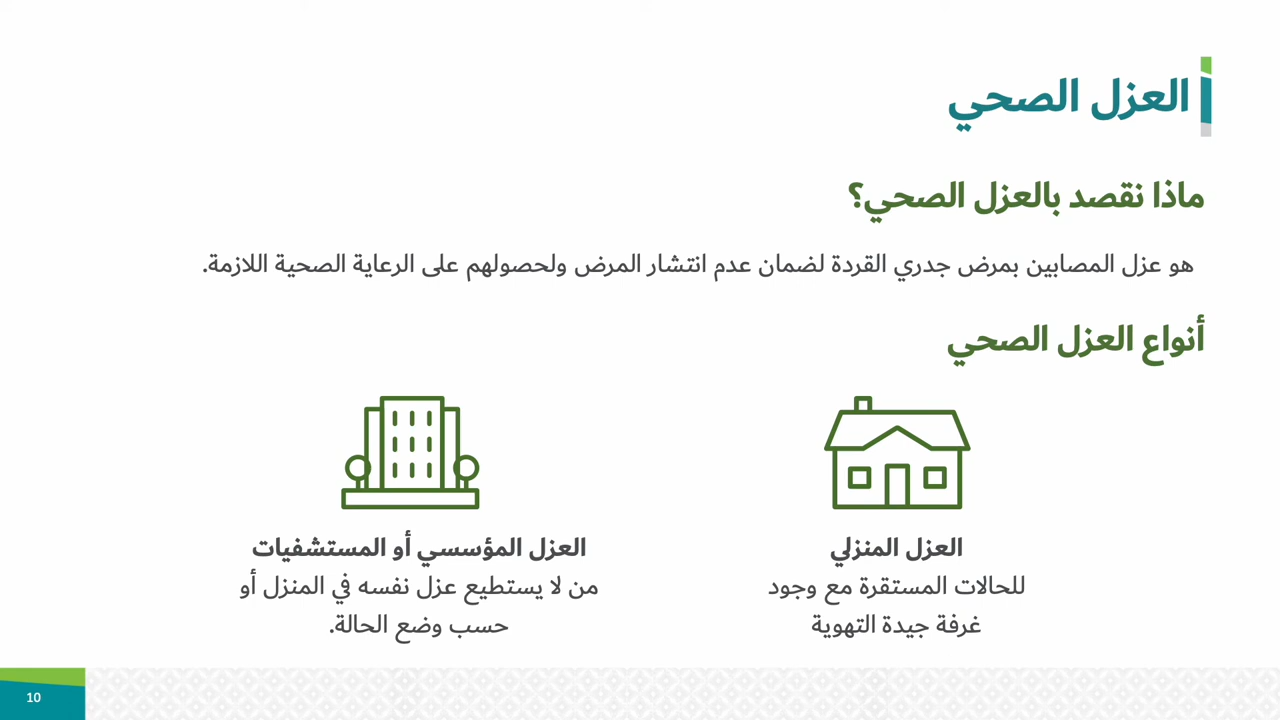 العزل الصحي
ماذا نقصد بالعزل الصحي؟
هو عزل المصابين بمرض جدري القردة لضمان عدم انتشار المرض ولحصولهم على الرعاية الصحية اللازمة.
أنواع العزل الصحي
العزل المنزلي
للحالات المستقرة مع وجود
غرفة جيدة التهوية
العزل المؤسسي أو المستشفيات
من لا يستطيع عزل نفسه في المنزل أو
حسب وضع الحالة.
10